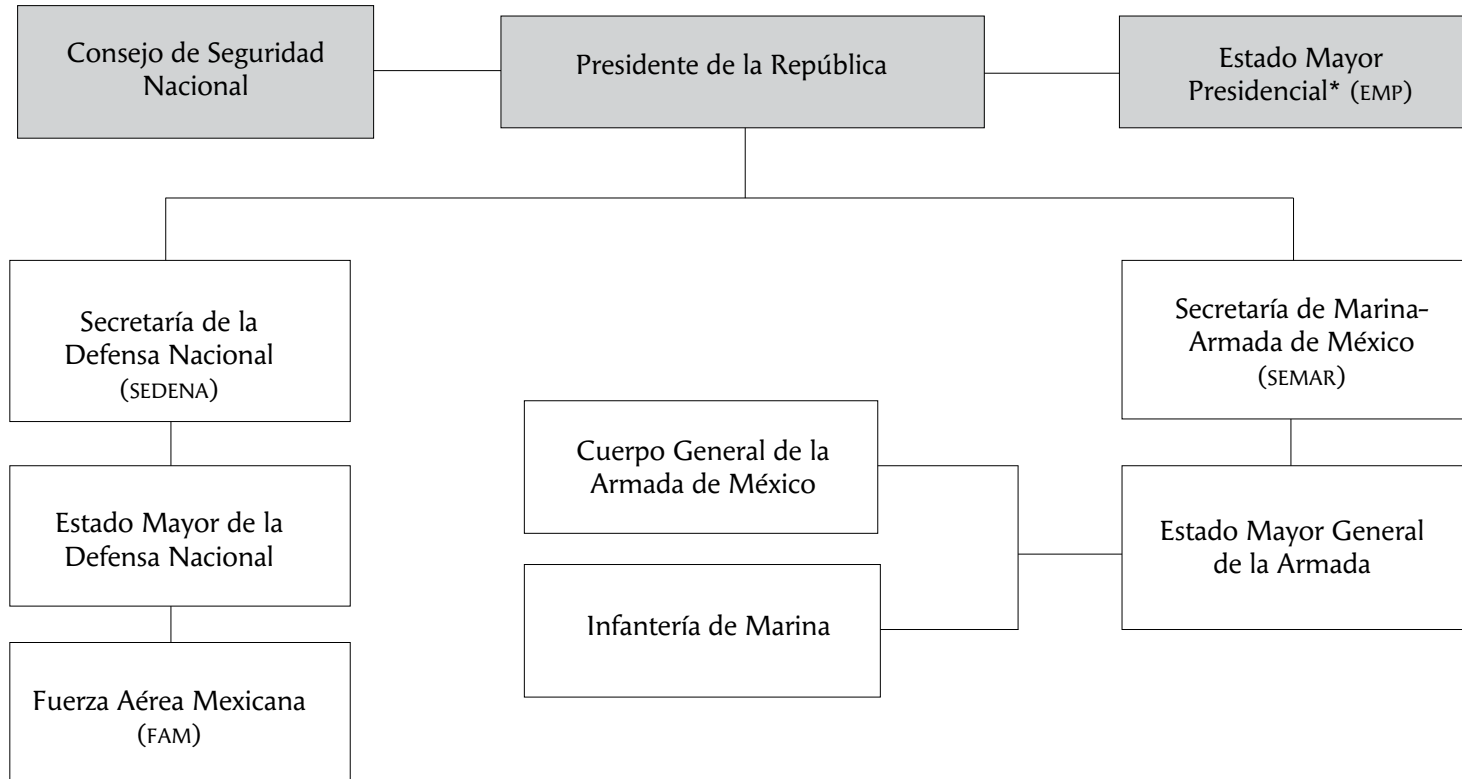 Consejo de Seguridad
Nacional
Presidente de la República
Estado Mayor
Presidencial* (EMP)
Secretaría de la
Defensa Nacional
(SEDENA)
Secretaría de Marina-
Armada de México
(SEMAR)
Cuerpo General de la
Armada de México
Estado Mayor de la
Defensa Nacional
Estado Mayor General
de la Armada
Infantería de Marina
Fuerza Aérea Mexicana
(FAM)